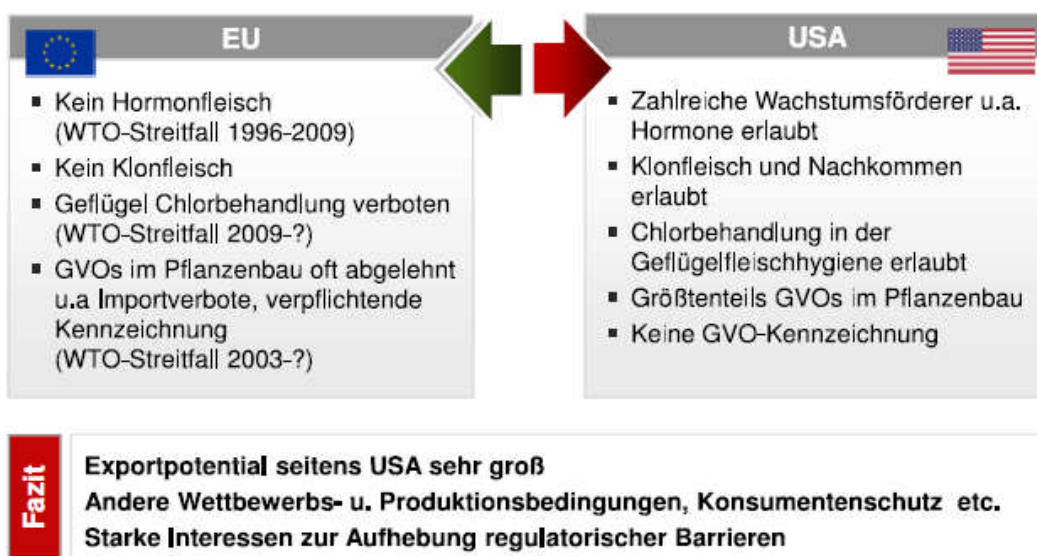 EU
▪ Kein Hormonfleisch
(WTO-Streitfall 1996-2009)
▪ Kein Klonfleisch
▪ Geflügel Chlorbehandlung verboten
(WTO-Streitfall 2009-?)
▪ GVOs im Pflanzenbau oft abgelehnt
u.a Importverbote, verpflichtende
Kennzeichnung
(WTO-Streitfall 2003-?)
USA
▪ Zahlreiche Wachstumsförderer u.a.
Hormone erlaubt
▪ Klonfleisch und Nachkommen
erlaubt
▪ Chlorbehandlung in der
Geflügelfleischhygiene erlaubt
▪ Größtenteils GVOs im Pflanzenbau
▪ Keine GVO-Kennzeichnung
Fazit
Exportpotential seitens USA sehr groß
Andere Wettbewerbs- u. Produktionsbedingungen, Konsumentenschutz etc.
Starke Interessen zur Aufhebung regulatorischer Barrieren